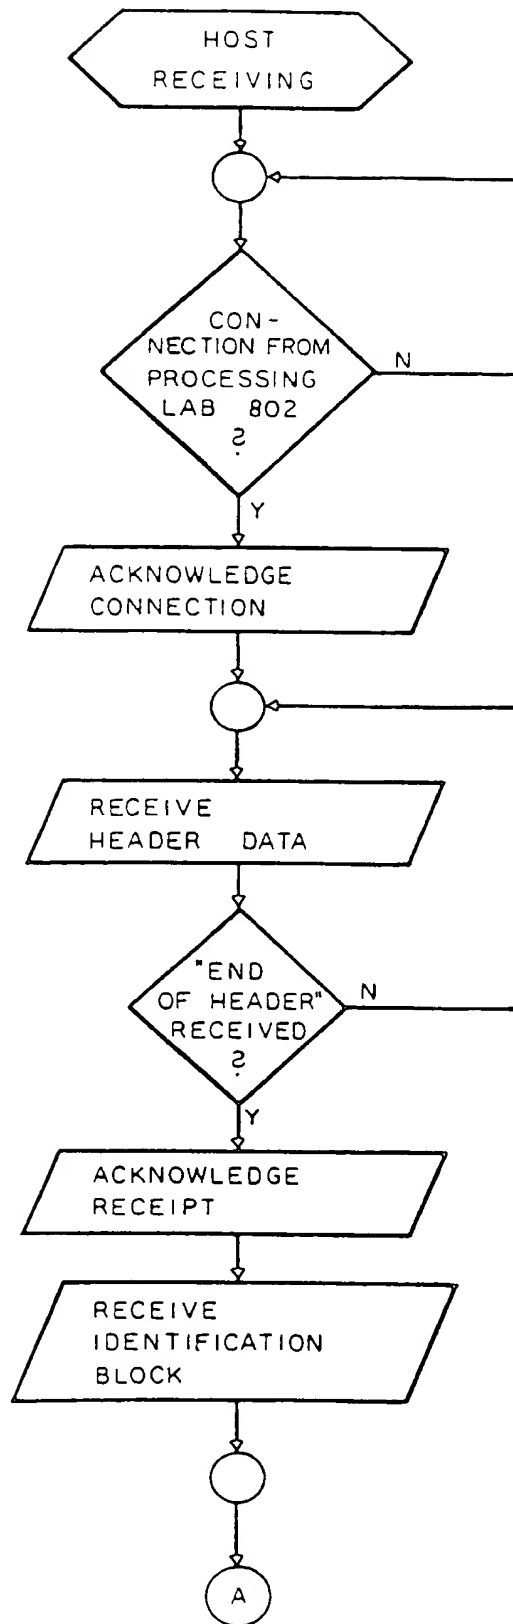 HOST
RECEIVING
CON-
NECTION FROM
PROCESSING
LAB 802
?
N
Y
ACKNOWLEDGE
CONNECTION
RECEIVE
HEADER DATA
"END
OF HEADER"
RECEIVED
?
N
Y
ACKNOWLEDGE
RECEIPT
RECEIVE
IDENTIFICATION
BLOCK
A